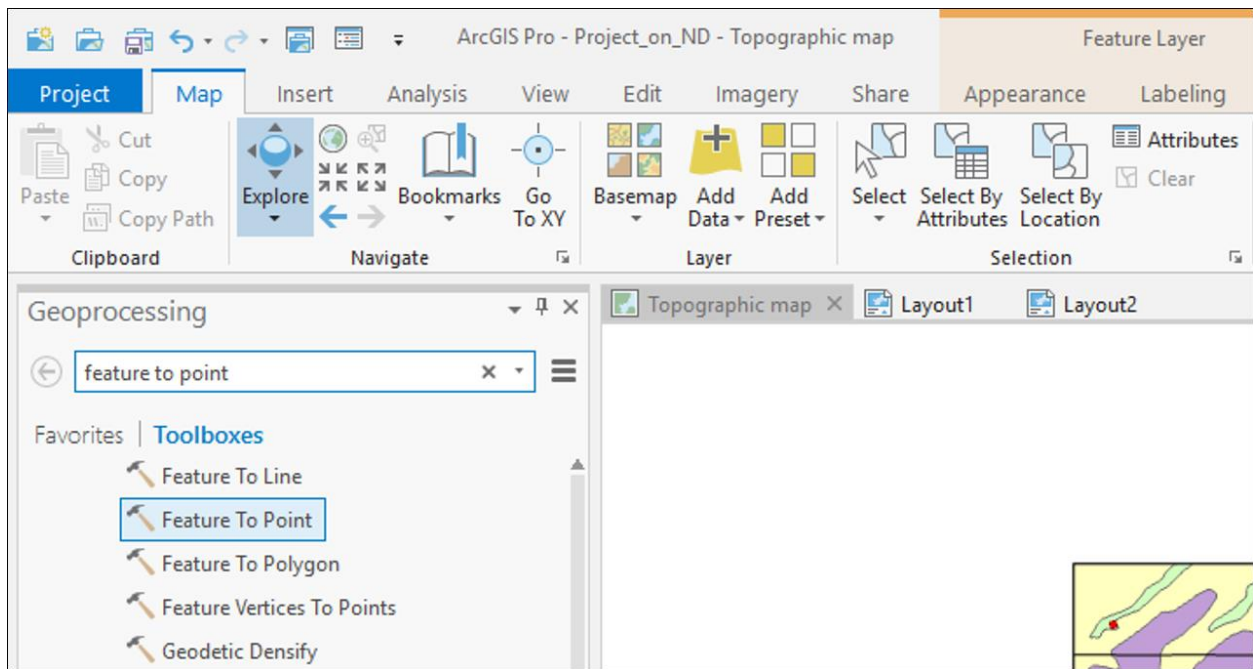 ArcGIS Pro - Project_on_ND - Topographic map
Feature Layer
Project Map Insert Analysis View Edit Imagery Share Appearance Labeling
Paste
Cut
Copy
Copy Path
Clipboard
Explore
Bookmarks
Go
To XY
Navigate
Basemap
Add
Data
Add
Preset
Layer
Select
Select By
Attributes
Select By
Location
Attributes
Clear
Selection
Geoprocessing
feature to point
Favorites | Toolboxes
Feature To Line
Feature To Point
Feature To Polygon
Feature Vertices To Points
Geodetic Densify
Topographic map
Layout1
Layout2